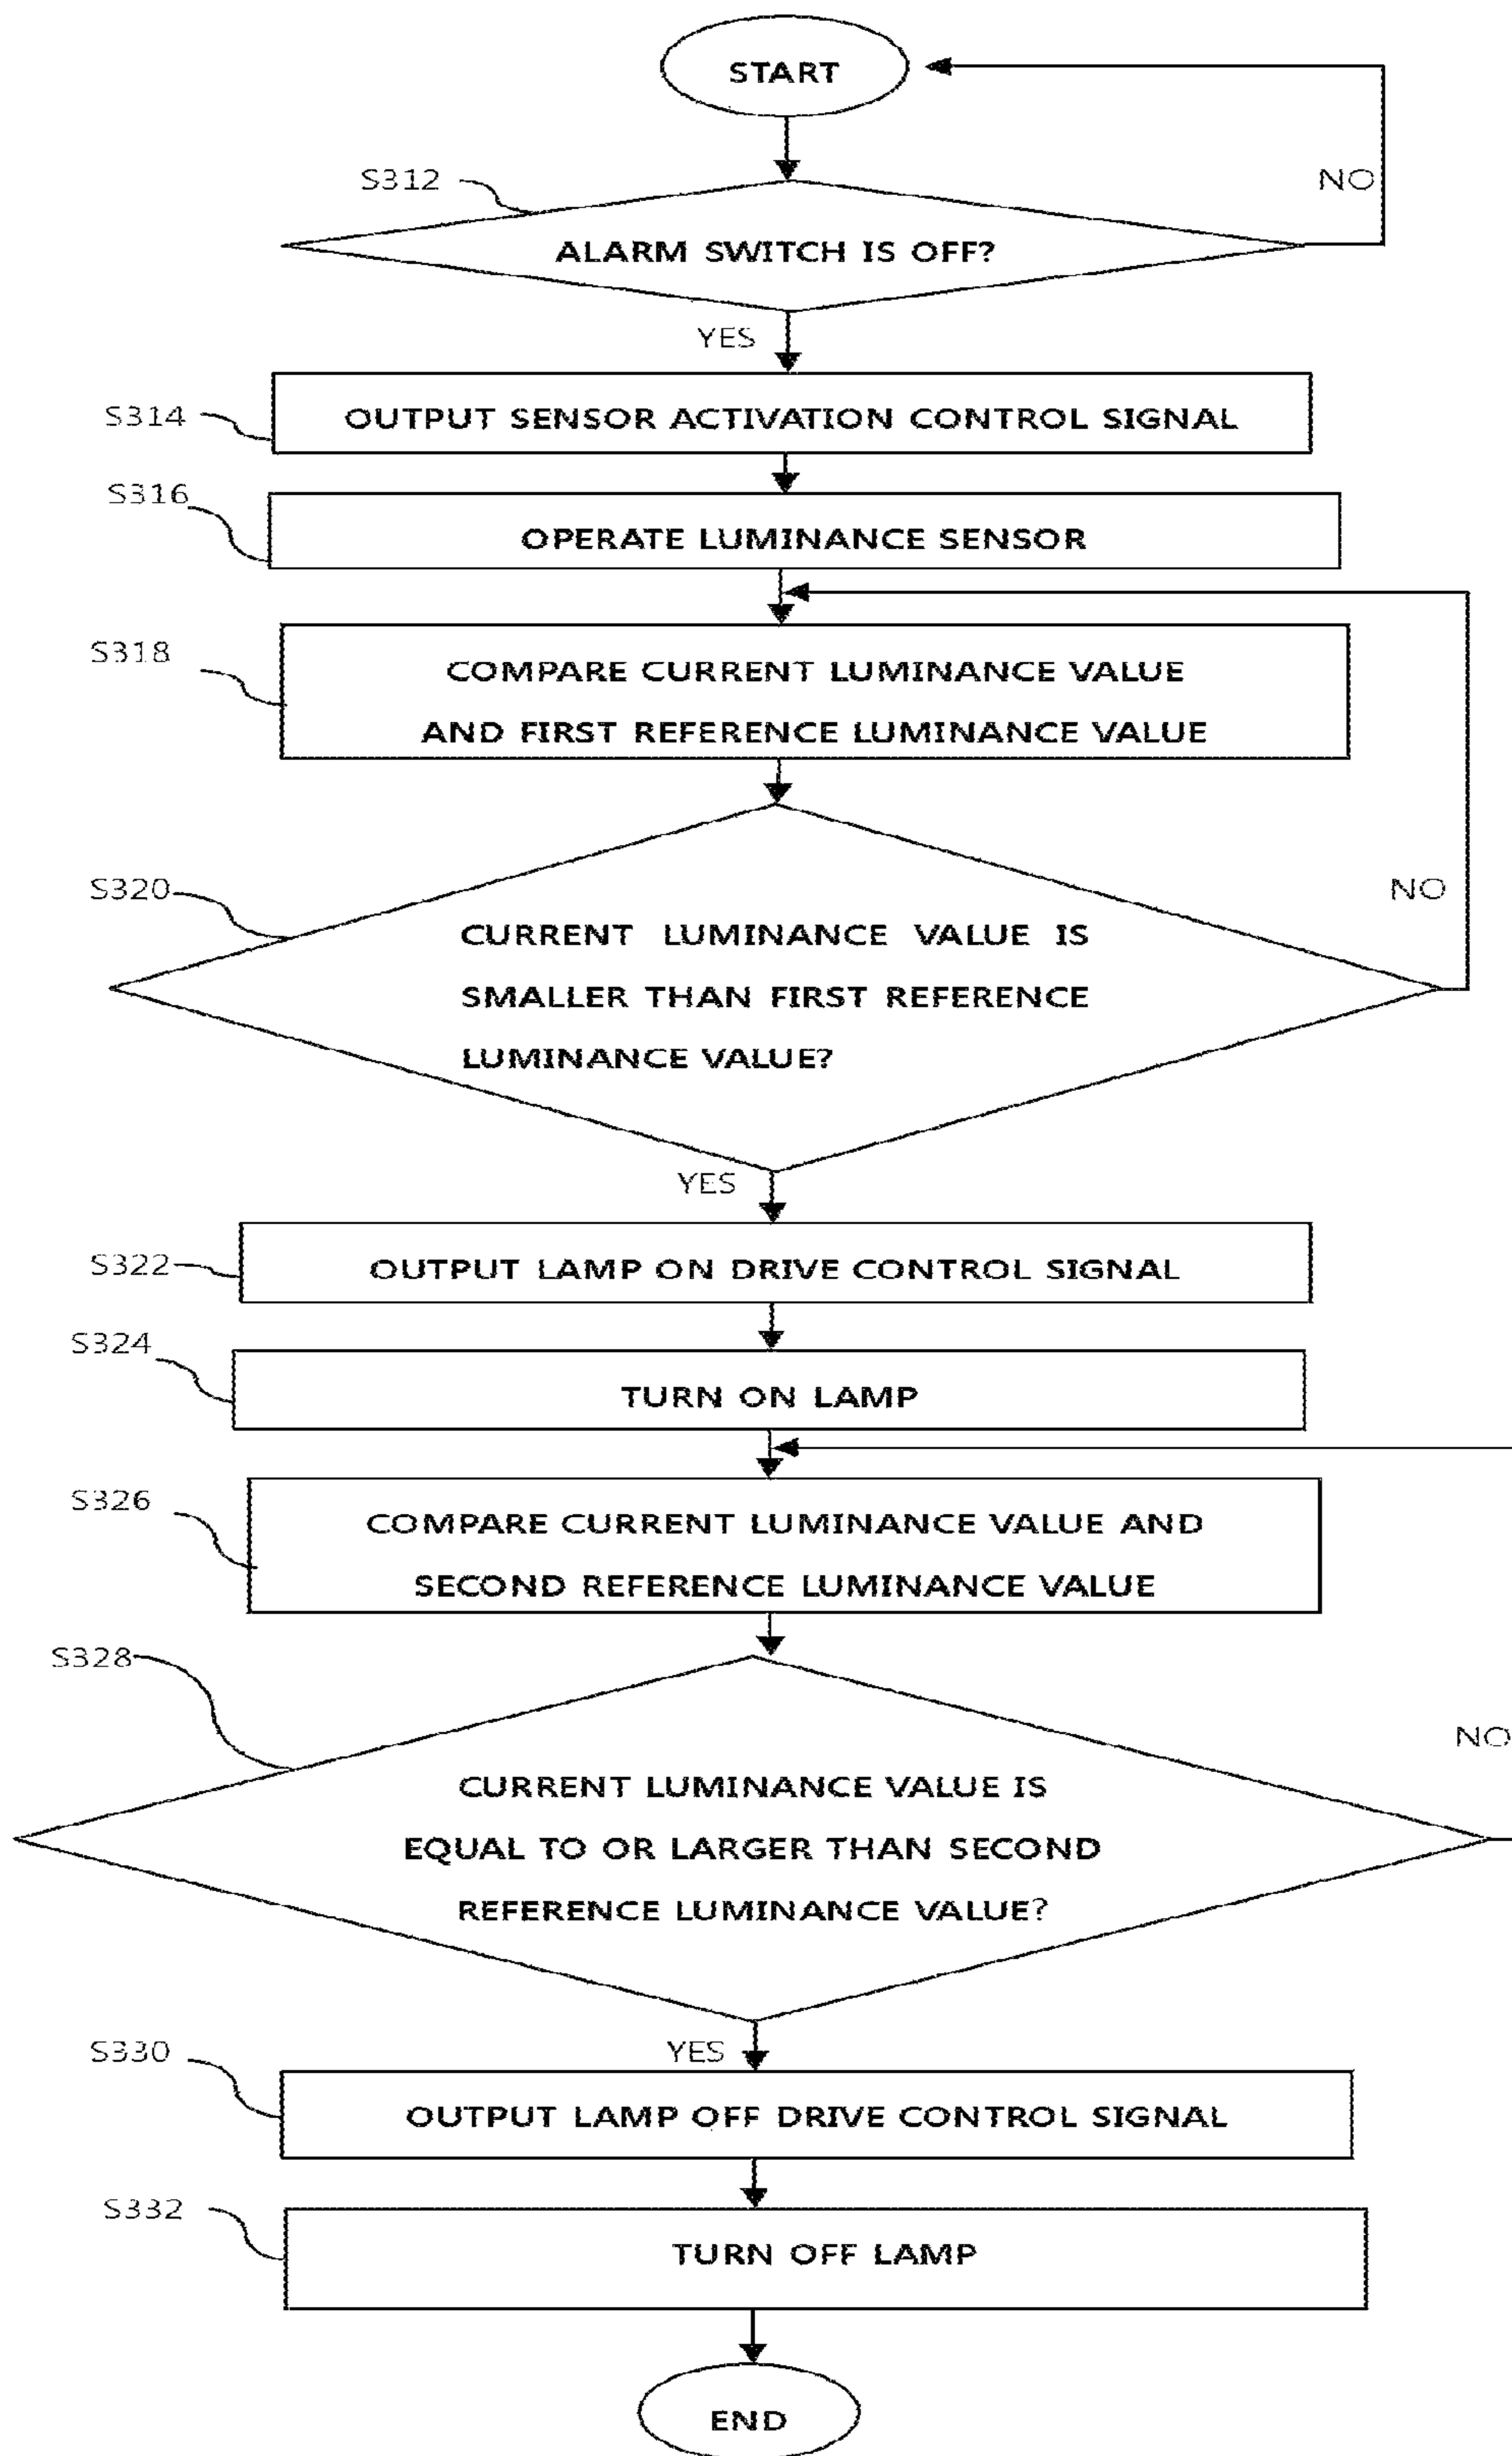 START
S312
NO
ALARM SWITCH IS OFF?
YES
S314
OUTPUT SENSOR ACTIVATION CONTROL SIGNAL
S316
OPERATE LUMINANCE SENSOR
S318
COMPARE CURRENT LUMINANCE VALUE
AND FIRST REFERENCE LUMINANCE VALUE
S320
NO
CURRENT LUMINANCE VALUE IS
SMALLER THAN FIRST REFERENCE
LUMINANCE VALUE?
YES
S322
OUTPUT LAMP ON DRIVE CONTROL SIGNAL
S324
TURN ON LAMP
S326
COMPARE CURRENT LUMINANCE VALUE AND
SECOND REFERENCE LUMINANCE VALUE
S328
NO
CURRENT LUMINANCE VALUE IS
EQUAL TO OR LARGER THAN SECOND
REFERENCE LUMINANCE VALUE?
YES
S330
OUTPUT LAMP OFF DRIVE CONTROL SIGNAL
S332
TURN OFF LAMP
END